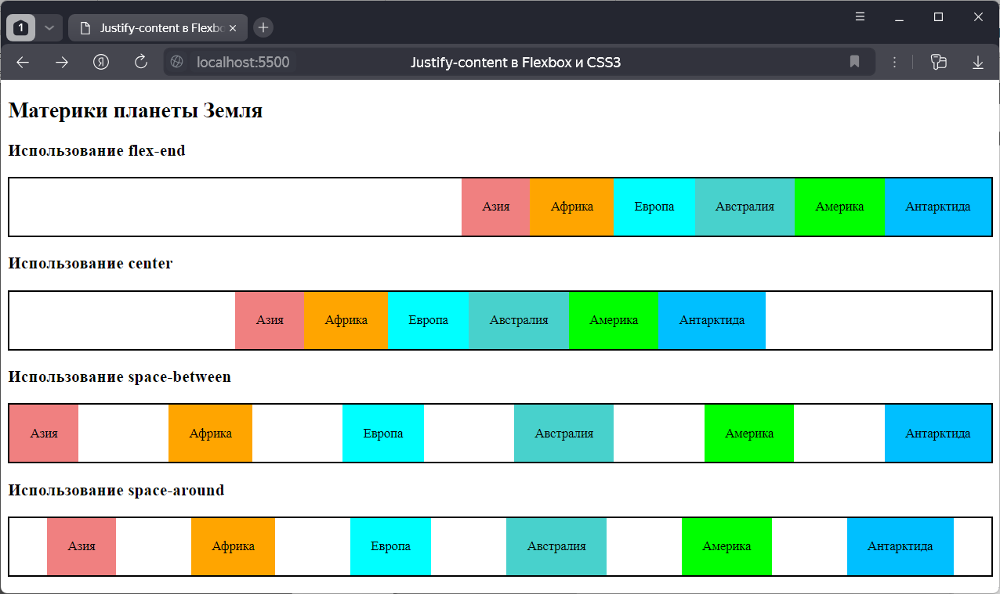 1 Justify-content в Flexbo
Я localhost:5500 Justify-content в Flexbox и CSS3
Материки планеты Земля
Использование flex-end
Азия Африка Европа Австралия Америка Антарктида
Использование center
Азия Африка Европа Австралия Америка Антарктида
Использование space-between
Азия Африка Европа Австралия Америка Антарктида
Использование space-around
Азия Африка Европа Австралия Америка Антарктида